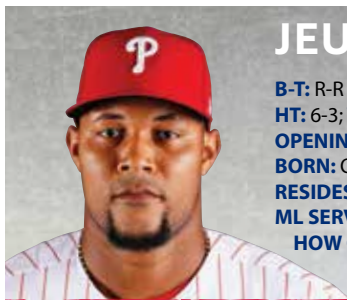 P
JEU
B-T: R-R
HT: 6-3;
OPENIN
BORN:
RESIDES
ML SERV
HOW